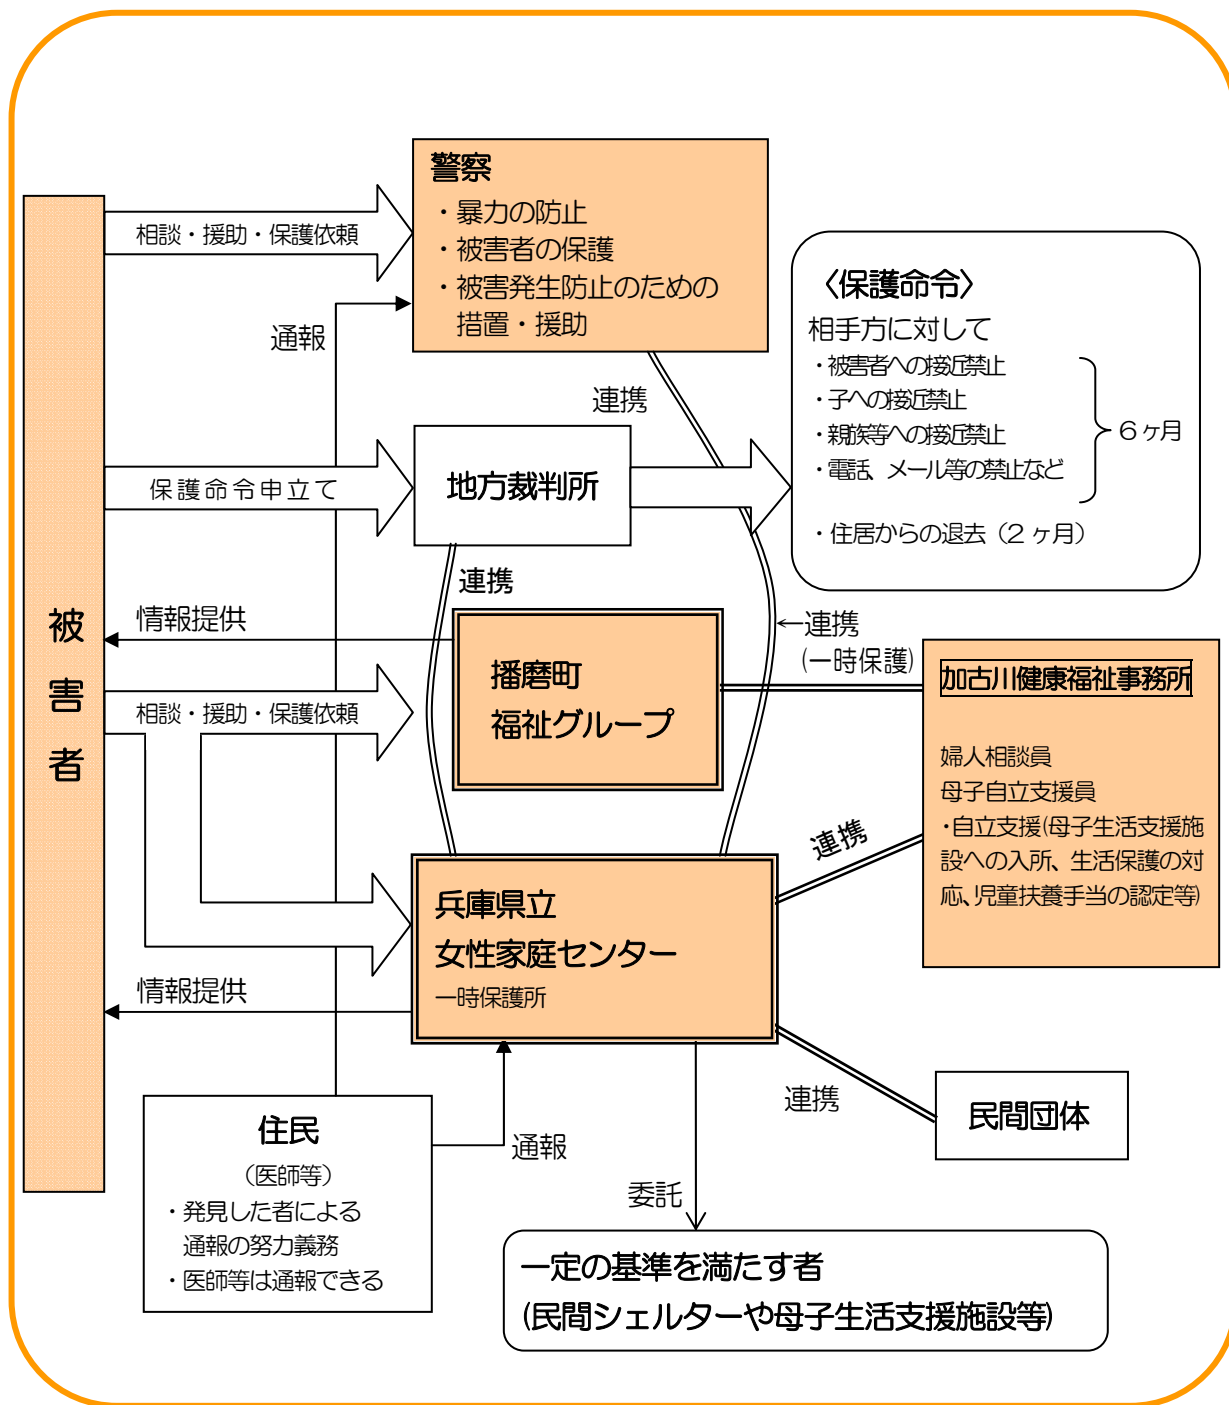 被害者
相談・援助・保護依頼
警察
・暴力の防止
・被害者の保護
・被害発生防止のための
措置・援助
通報
連携
〈保護命令〉
相手方に対して
・被害者への接近禁止
・子への接近禁止
・親族等への接近禁止
・電話、メール等の禁止など
6ヶ月
・住居からの退去（2ヶ月）
保護命令申立て
地方裁判所
連携
情報提供
播磨町
福祉グループ
←連携
(一時保護)
加古川健康福祉事務所
婦人相談員
母子自立支援員
・自立支援(母子生活支援施
設への入所、生活保護の対
応、児童扶養手当の認定等)
相談・援助・保護依頼
連携
兵庫県立
女性家庭センター
一時保護所
情報提供
連携
民間団体
住民
（医師等）
・発見した者による
通報の努力義務
・医師等は通報できる
通報
委託
一定の基準を満たす者
(民間シェルターや母子生活支援施設等)